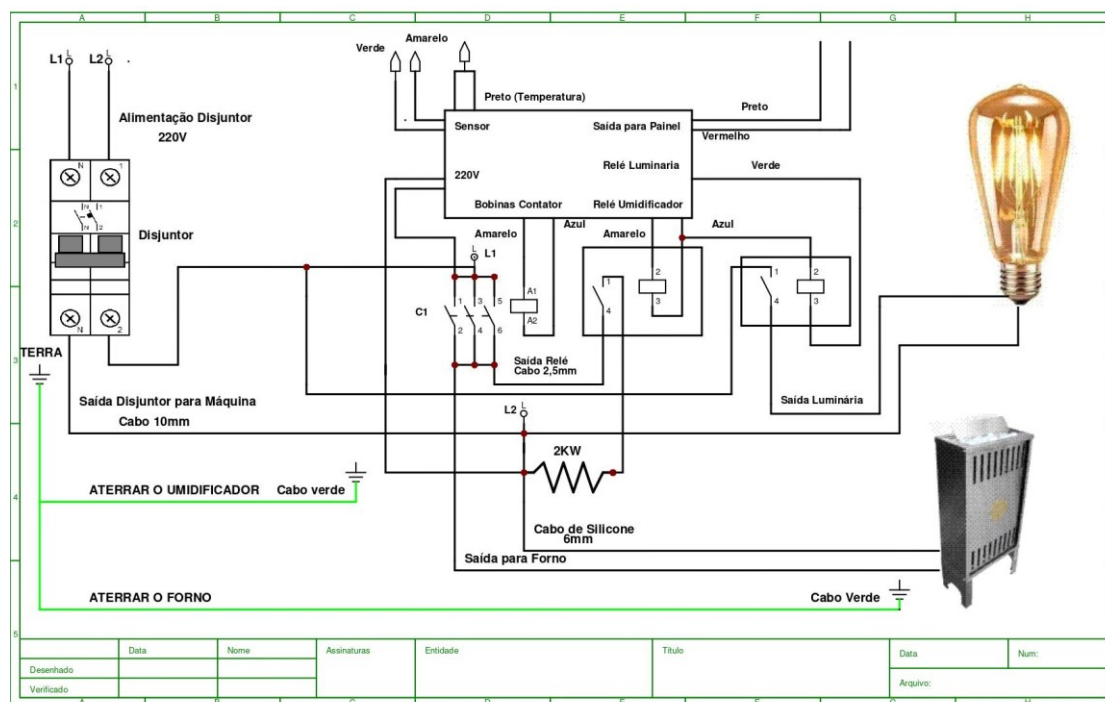 A B C D E F G H
1
2
3
4
5
L1 L
L2 L
Alimentação Disjuntor
220V
N 1
N 1
N 2
Disjuntor
N 2
Verde
Amarelo
Preto (Temperatura)
Sensor
Saída para Painel
Preto
Vermelho
Relé Luminaria
Verde
220V
Bobinas Contator
Relé Umidificador
Amarelo
Azul
Amarelo
Azul
L L1
C1
1 3 5
2 4 6
A1
A2
1
4
2
3
1
4
2
3
TERRA
Saída Relé
Cabo 2,5mm
Saída Disjuntor para Máquina
Cabo 10mm
L2 L
Saída Luminária
2KW
ATERRAR O UMIDIFICADOR
Cabo verde
Cabo de Silicone
6mm
Saída para Forno
ATERRAR O FORNO
Cabo Verde
Data
Nome
Assinaturas
Entidade
Título
Data
Num:
Desenhado
Verificado
Arquivo:
A B C D E F G H